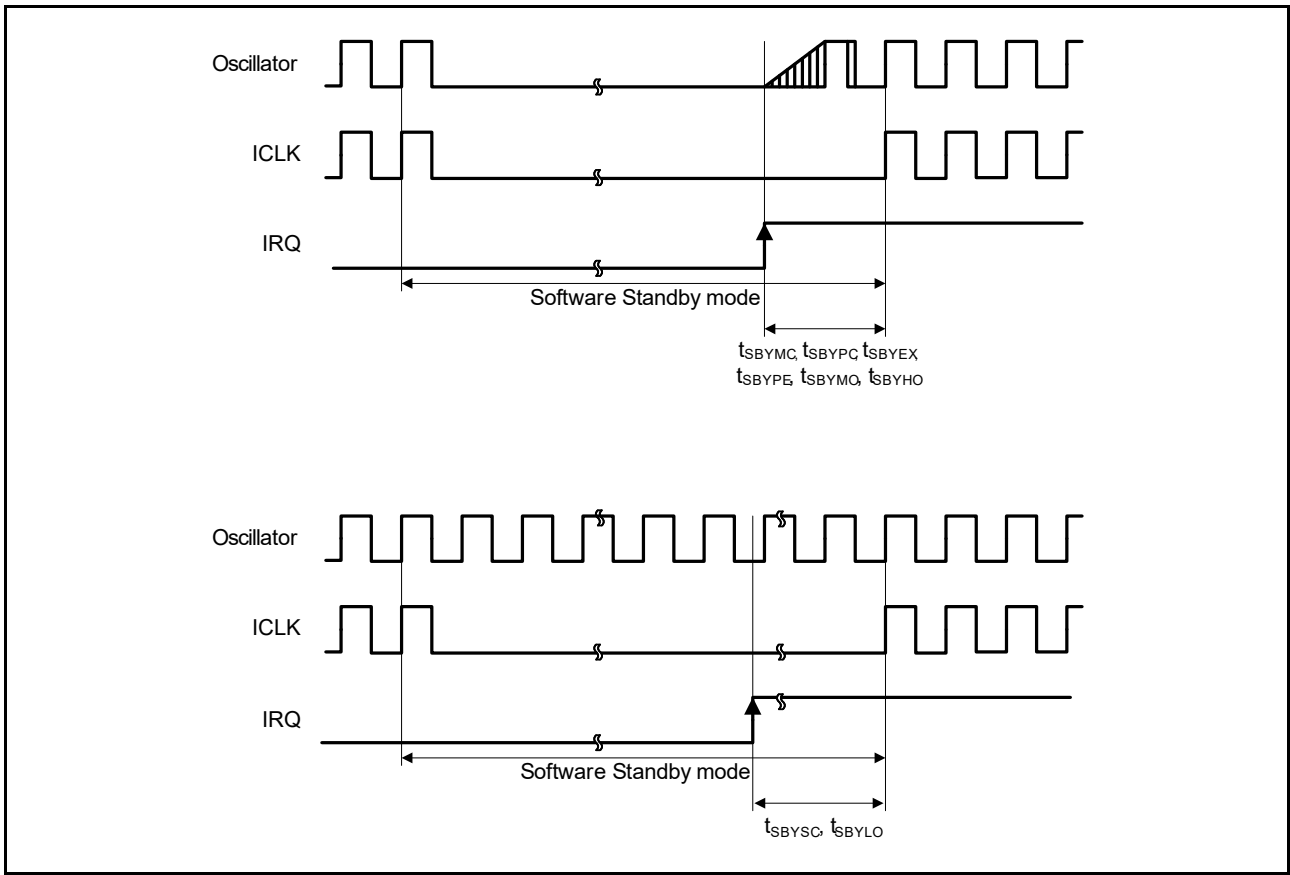 Oscillator
ICLK
IRQ
Software Standby mode
tSBYMC, tSBYPC, tSBYEX,
tSBYPE, tSBYMO, tSBYHO
Oscillator
ICLK
IRQ
Software Standby mode
tSBYSC, tSBYLO